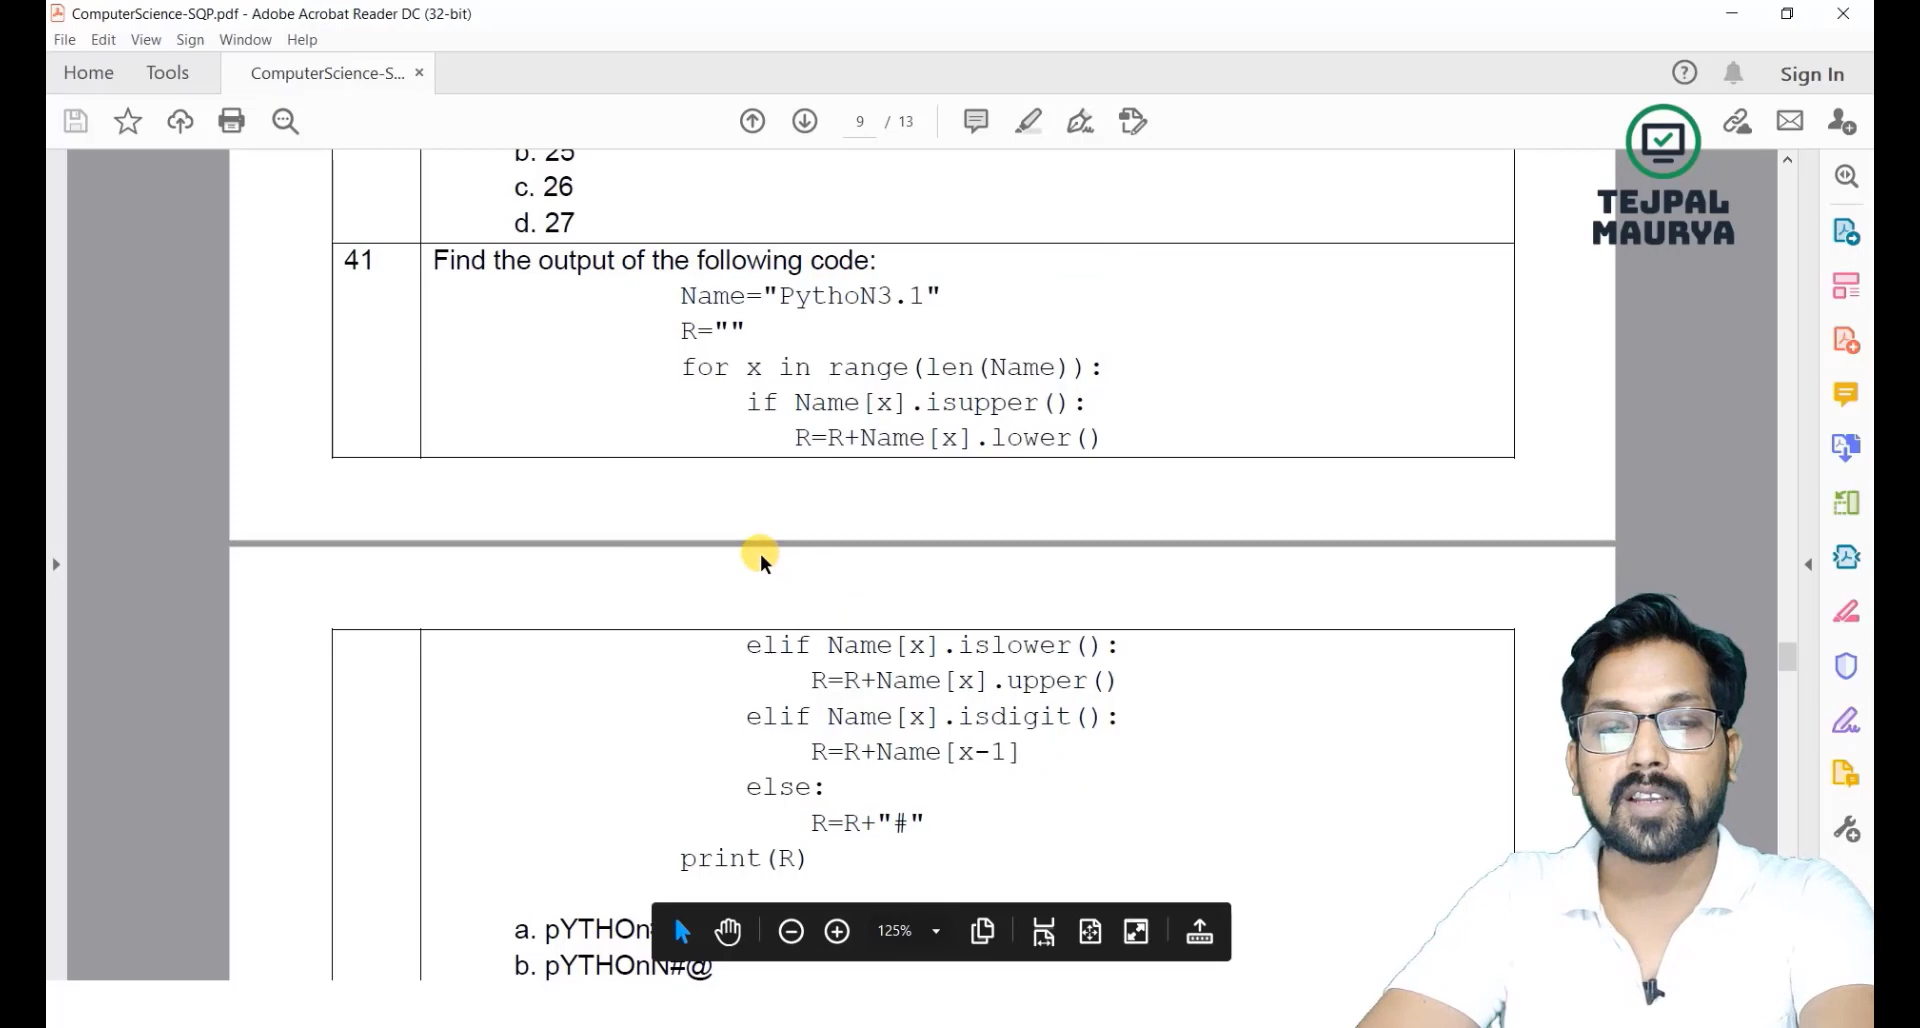 ComputerScience-SQP.pdf - Adobe Acrobat Reader DC (32-bit)
File Edit View Sign Window Help
Home Tools ComputerScience-S... × Sign In
9 / 13
TEJPAL
MAURYA
b. 25
c. 26
d. 27
41 Find the output of the following code:
Name="PythoN3.1"
R=""
for x in range(len(Name)):
if Name[x].isupper():
R=R+Name[x].lower()
elif Name[x].islower():
R=R+Name[x].upper()
elif Name[x].isdigit():
R=R+Name[x-1]
else:
R=R+"#"
print(R)
a. pYTHOn
b. pYTHOnN#@
125%